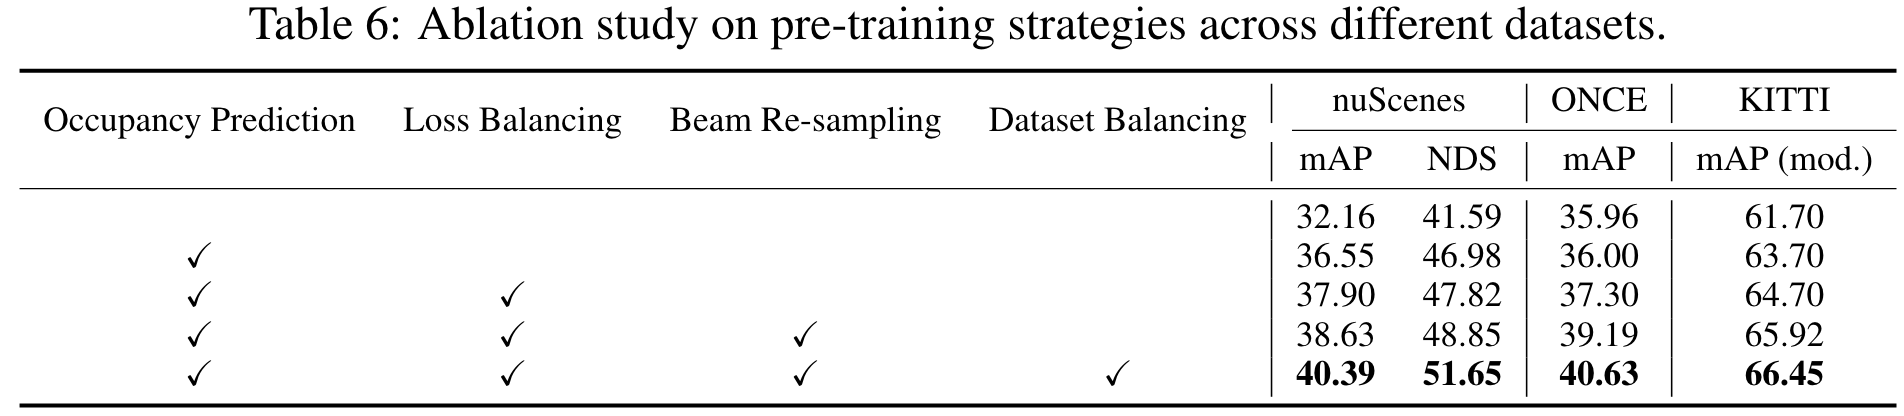 Table 6: Ablation study on pre-training strategies across different datasets.
Occupancy Prediction Loss Balancing Beam Re-sampling Dataset Balancing nuScenes ONCE KITTI
mAP NDS mAP mAP (mod.)
32.16 41.59 35.96 61.70
✓ 36.55 46.98 36.00 63.70
✓ ✓ 37.90 47.82 37.30 64.70
✓ ✓ ✓ 38.63 48.85 39.19 65.92
✓ ✓ ✓ ✓ 40.39 51.65 40.63 66.45